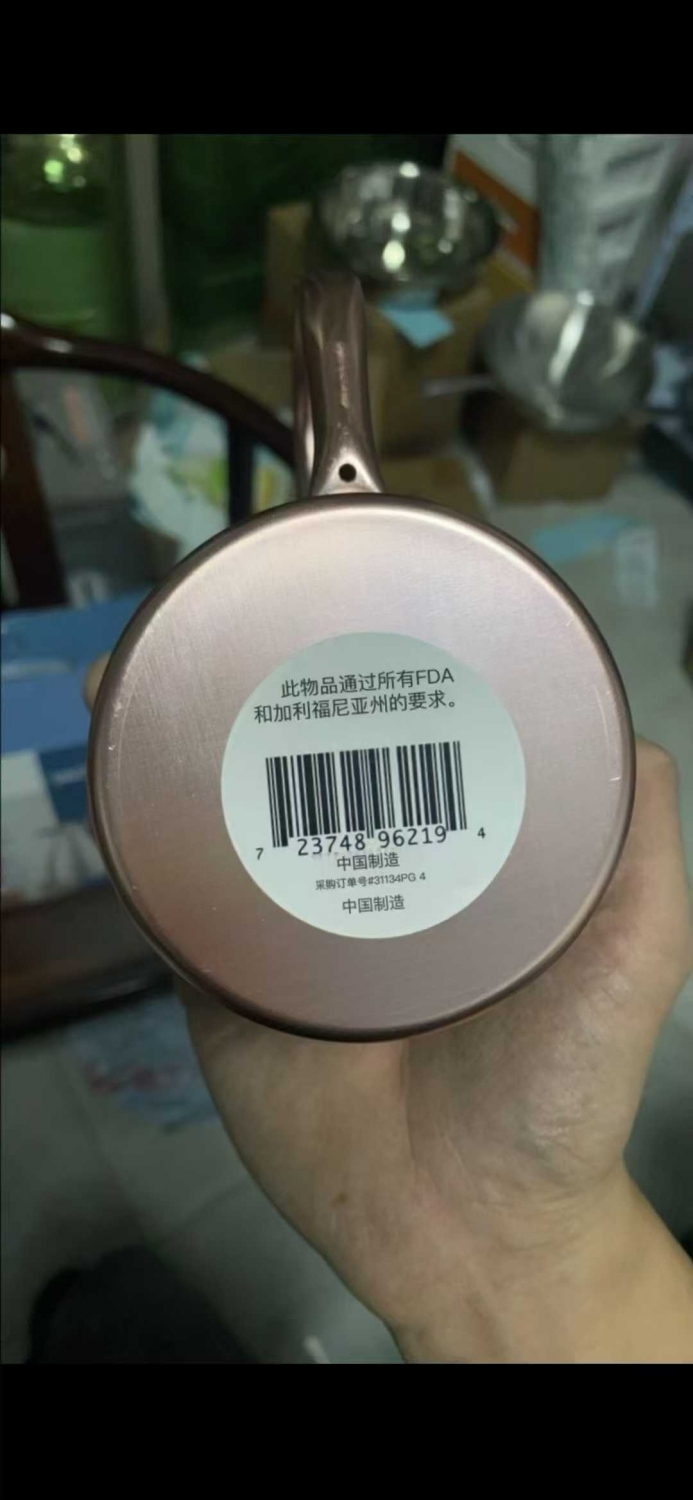 此物品通过所有FDA
和加利福尼亚州的要求。
7 23748 96219 4
中国制造
采购订单号#31134PG 4
中国制造